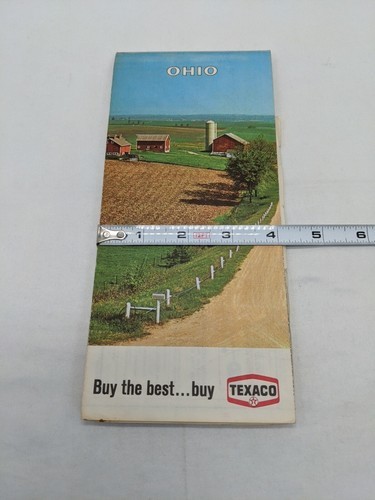 OHIO
1 2 3 4 5 6
Buy the best...buy TEXACO